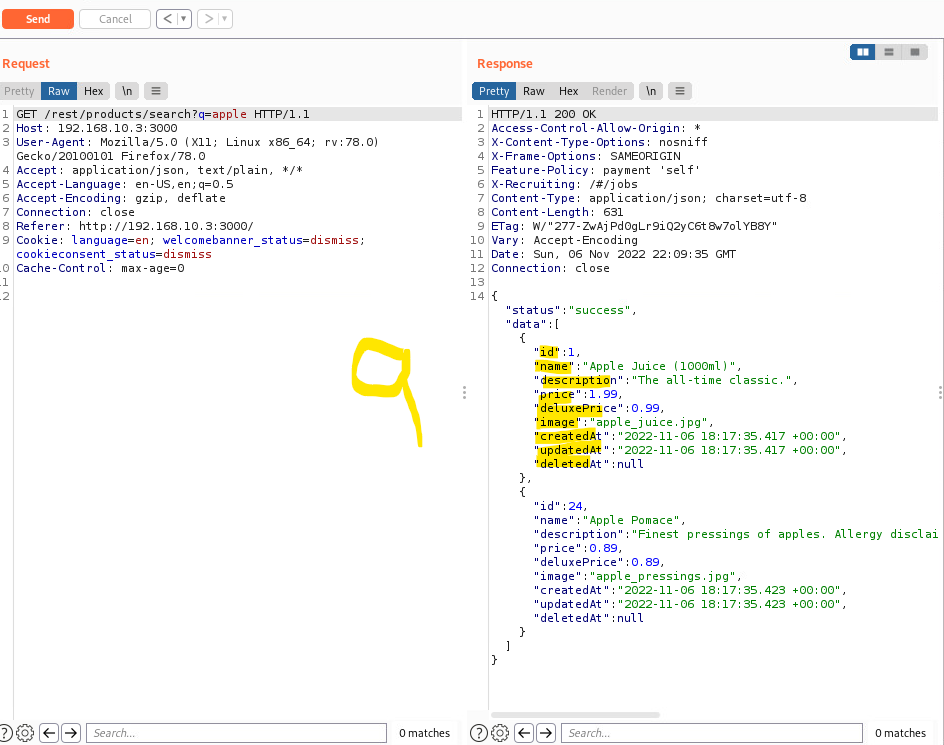 Send
Cancel
<
>
Request
Response
Pretty
Raw
Hex
\n
Pretty
Raw
Hex
Render
\n
1 GET /rest/products/search?q=apple HTTP/1.1
2 Host: 192.168.10.3:3000
3 User-Agent: Mozilla/5.0 (X11; Linux x86_64; rv:78.0)
Gecko/20100101 Firefox/78.0
4 Accept: application/json, text/plain, */*
5 Accept-Language: en-US,en;q=0.5
6 Accept-Encoding: gzip, deflate
7 Connection: close
8 Referer: http://192.168.10.3:3000/
9 Cookie: language=en; welcomebanner_status=dismiss;
cookieconsent_status=dismiss
10 Cache-Control: max-age=0
11
12
1 HTTP/1.1 200 OK
2 Access-Control-Allow-Origin: *
3 X-Content-Type-Options: nosniff
4 X-Frame-Options: SAMEORIGIN
5 Feature-Policy: payment 'self'
6 X-Recruiting: /#/jobs
7 Content-Type: application/json; charset=utf-8
8 Content-Length: 631
9 ETag: W/"277-ZwAjPd0gLr9iQ2yC6t8w7olYB8Y"
10 Vary: Accept-Encoding
11 Date: Sun, 06 Nov 2022 22:09:35 GMT
12 Connection: close
13
14 {
"status":"success",
"data":[
{
"id":1,
"name":"Apple Juice (1000ml)",
"description":"The all-time classic.",
"price":1.99,
"deluxePrice":0.99,
"image":"apple_juice.jpg",
"createdAt":"2022-11-06 18:17:35.417 +00:00",
"updatedAt":"2022-11-06 18:17:35.417 +00:00",
"deletedAt":null
},
{
"id":24,
"name":"Apple Pomace",
"description":"Finest pressings of apples. Allergy disclai
"price":0.89,
"deluxePrice":0.89,
"image":"apple_pressings.jpg",
"createdAt":"2022-11-06 18:17:35.423 +00:00",
"updatedAt":"2022-11-06 18:17:35.423 +00:00",
"deletedAt":null
}
]
}
?
Search...
0 matches
?
Search...
0 matches